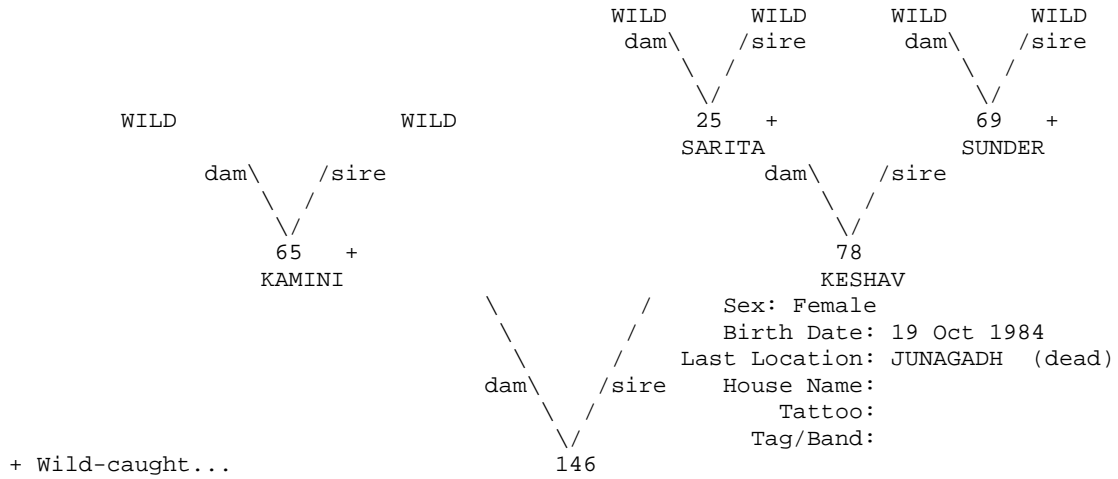 WILD WILD WILD WILD
dam\ /sire dam\ /sire
\ / \ /
\/ \/
WILD WILD 25 + 69 +
SARITA SUNDER
dam\ /sire dam\ /sire
\ / \ /
\/ \/
65 + 78
KAMINI KESHAV
\ / Sex: Female
\ / Birth Date: 19 Oct 1984
\ / Last Location: JUNAGADH (dead)
dam\ /sire House Name:
\ / Tattoo:
\/ Tag/Band:
+ Wild-caught... 146